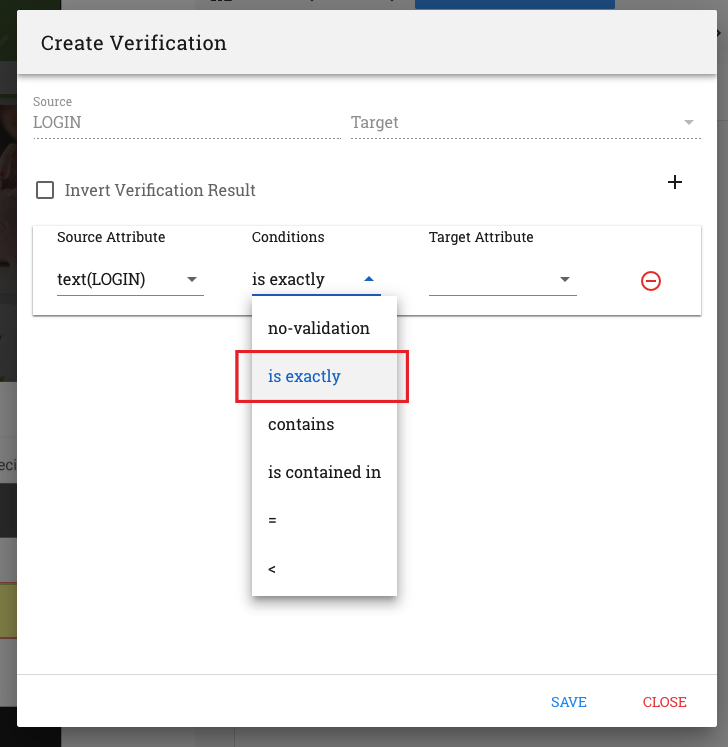 Create Verification
Source
LOGIN
Target
Invert Verification Result
+
Source Attribute
Conditions
Target Attribute
text(LOGIN)
is exactly
no-validation
is exactly
contains
is contained in
=
<
SAVE
CLOSE